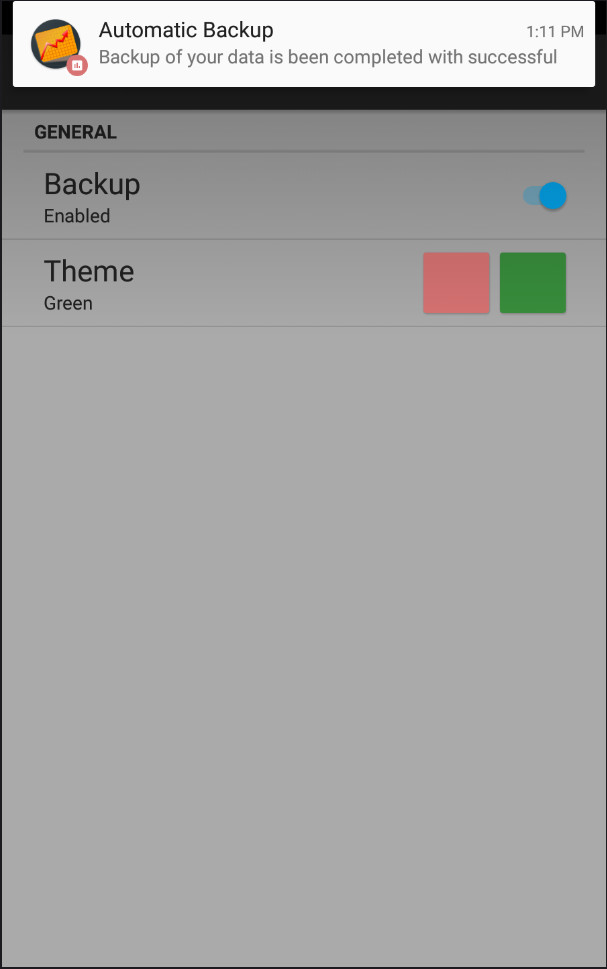 Automatic Backup
1:11 PM
Backup of your data is been completed with successful
GENERAL
Backup
Enabled
Theme
Green